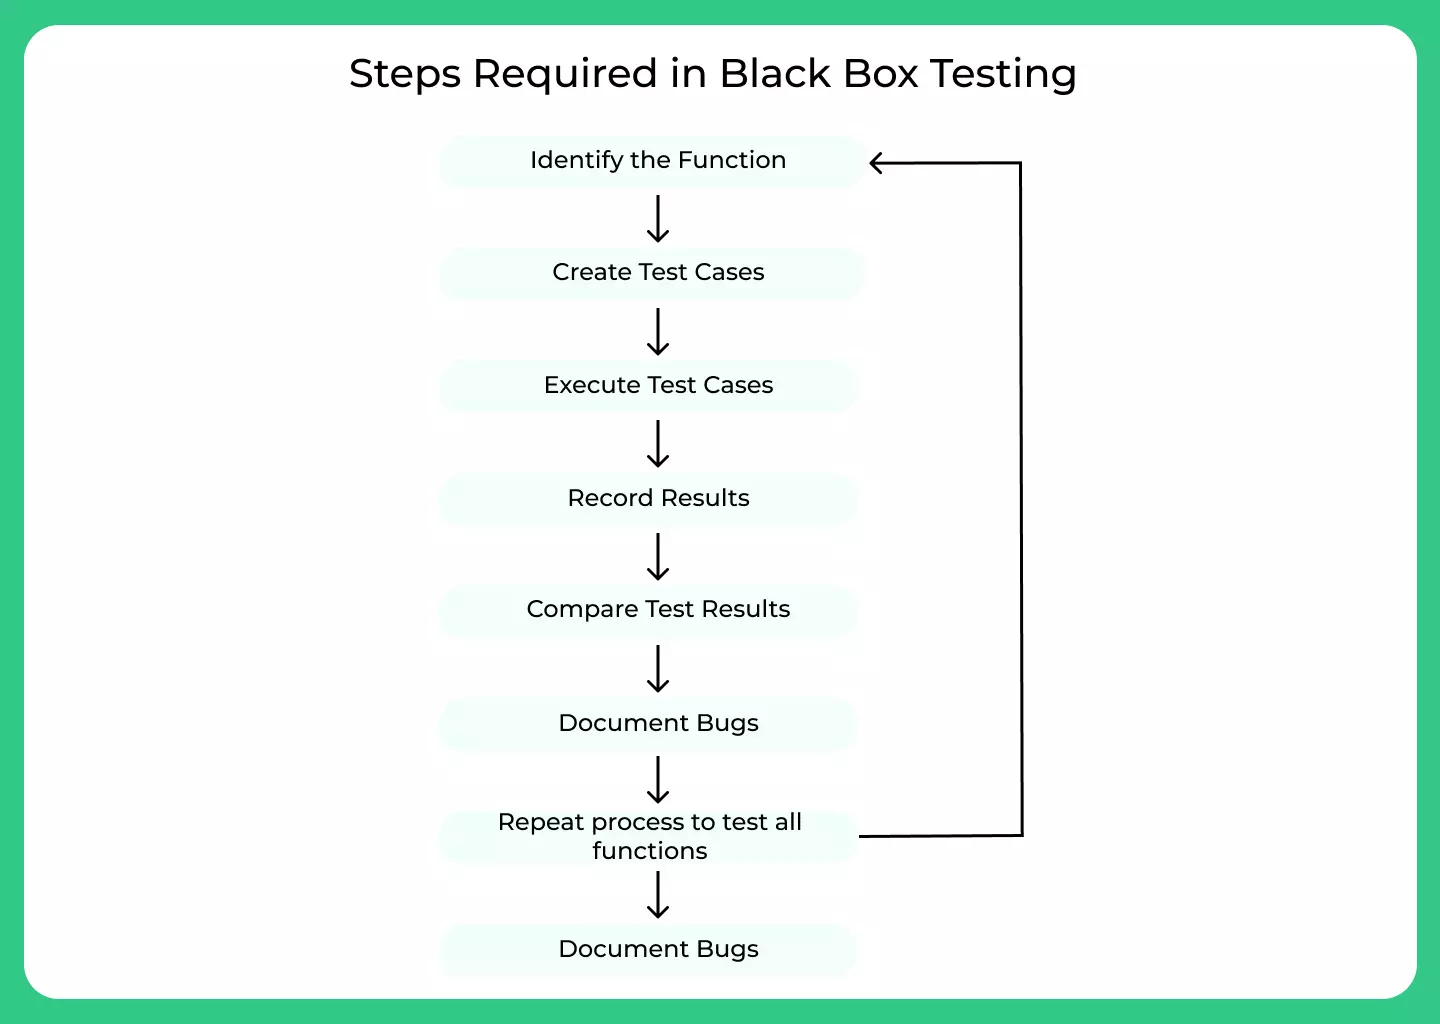 Steps Required in Black Box Testing
Identify the Function
Create Test Cases
Execute Test Cases
Record Results
Compare Test Results
Document Bugs
Repeat process to test all
functions
Document Bugs